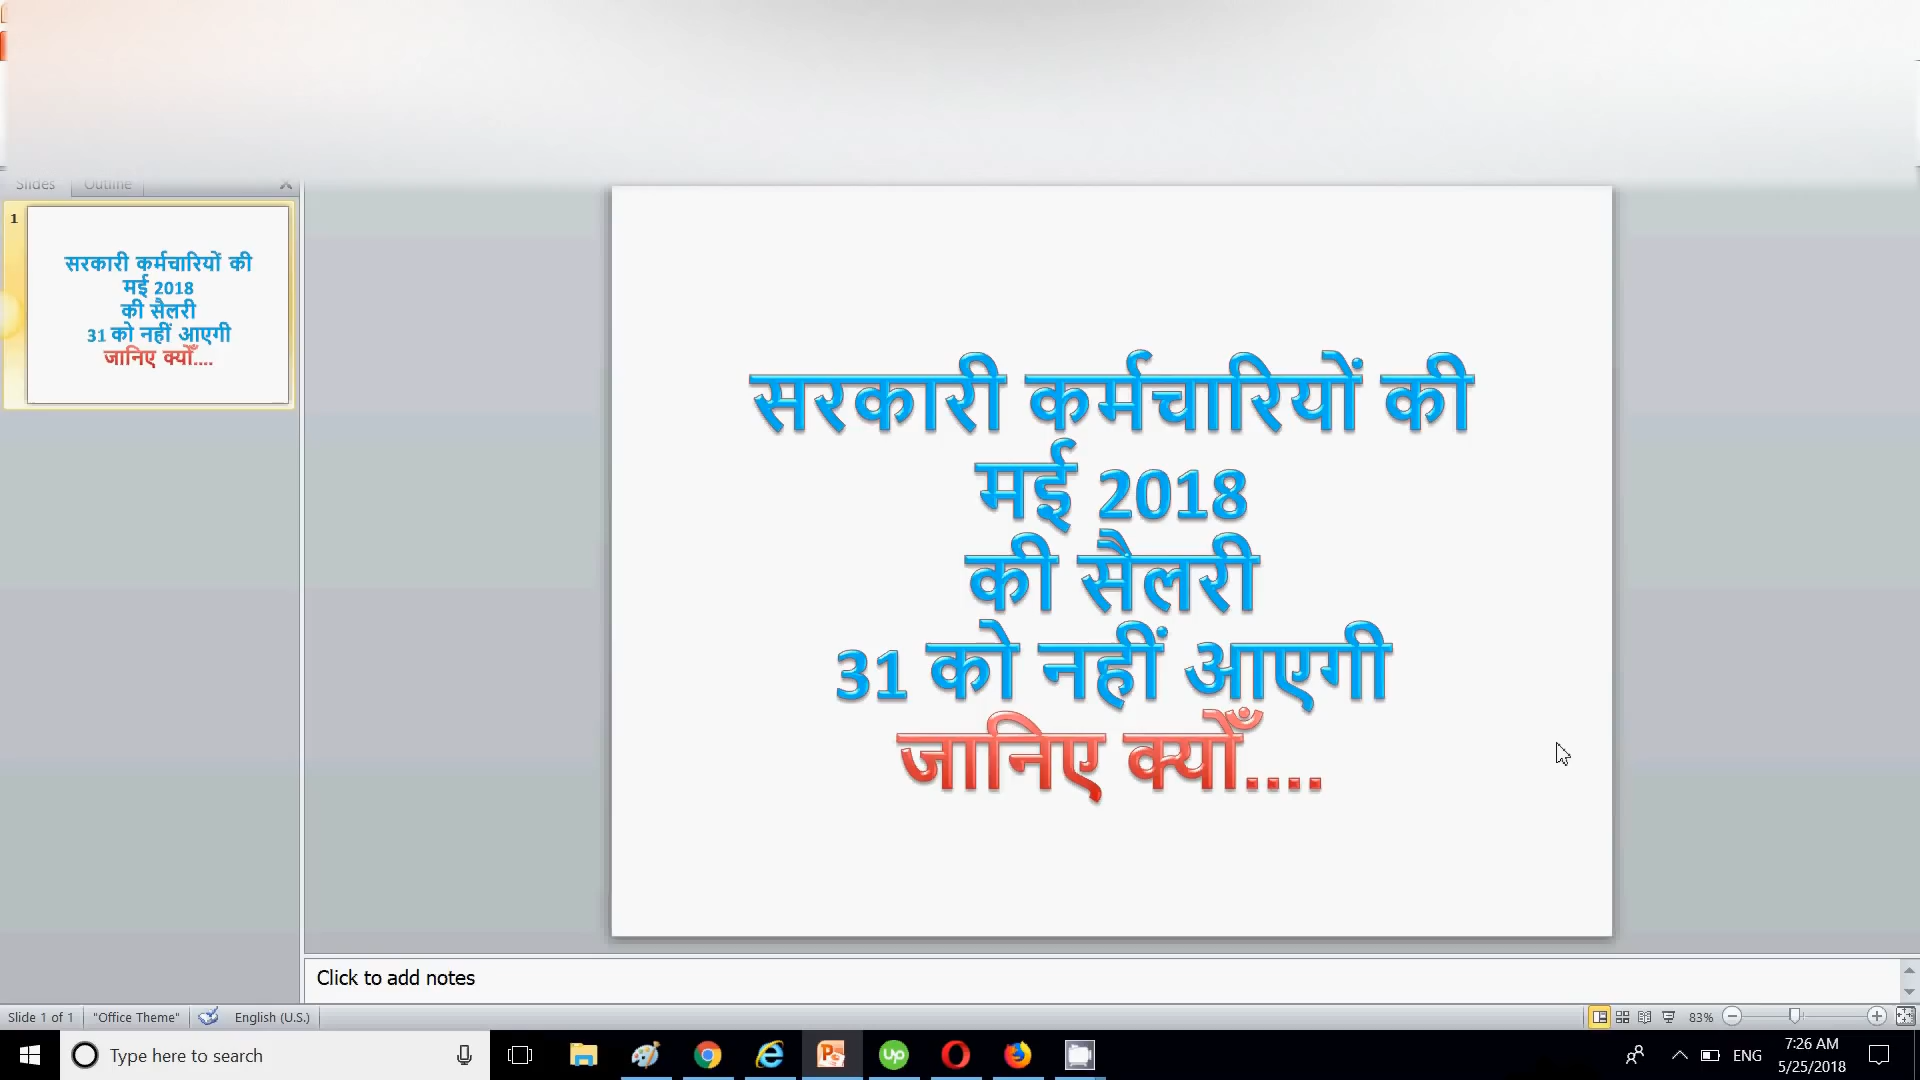 Slides Outline
1
सरकारी कर्मचारियों की
मई 2018
की सैलरी
31 को नहीं आएगी
जानिए क्योँ....
सरकारी कर्मचारियों की
मई 2018
की सैलरी
31 को नहीं आएगी
जानिए क्योँ....
Click to add notes
Slide 1 of 1 "Office Theme" English (U.S.) 83%
Type here to search
ENG
7:26 AM
5/25/2018